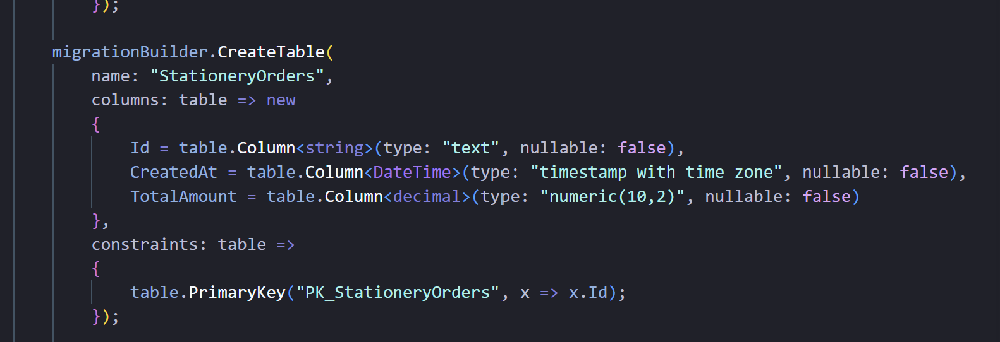 });
migrationBuilder.CreateTable(
name: "StationeryOrders",
columns: table => new
{
Id = table.Column<string>(type: "text", nullable: false),
CreatedAt = table.Column<DateTime>(type: "timestamp with time zone", nullable: false),
TotalAmount = table.Column<decimal>(type: "numeric(10,2)", nullable: false)
},
constraints: table =>
{
table.PrimaryKey("PK_StationeryOrders", x => x.Id);
});